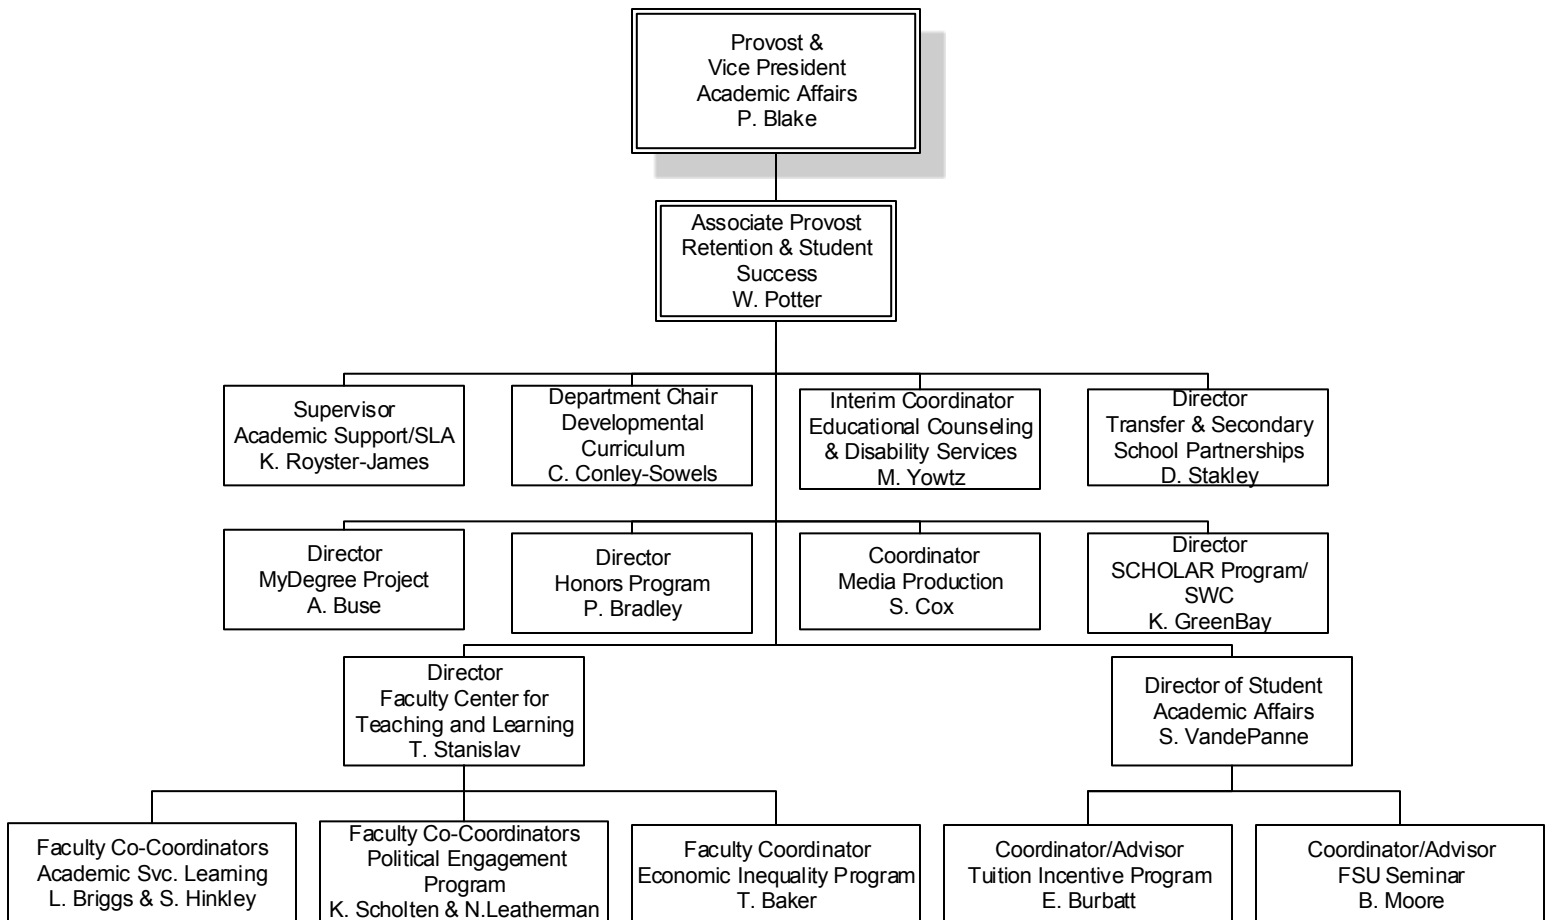 Provost &
Vice President
Academic Affairs
P. Blake
Associate Provost
Retention & Student
Success
W. Potter
Supervisor
Academic Support/SLA
K. Royster-James
Department Chair
Developmental
Curriculum
C. Conley-Sowels
Interim Coordinator
Educational Counseling
& Disability Services
M. Yowtz
Director
Transfer & Secondary
School Partnerships
D. Stakley
Director
MyDegree Project
A. Buse
Director
Honors Program
P. Bradley
Coordinator
Media Production
S. Cox
Director
SCHOLAR Program/
SWC
K. GreenBay
Director
Faculty Center for
Teaching and Learning
T. Stanislav
Director of Student
Academic Affairs
S. VandePanne
Faculty Co-Coordinators
Academic Svc. Learning
L. Briggs & S. Hinkley
Faculty Co-Coordinators
Political Engagement
Program
K. Scholten & N.Leatherman
Faculty Coordinator
Economic Inequality Program
T. Baker
Coordinator/Advisor
Tuition Incentive Program
E. Burbatt
Coordinator/Advisor
FSU Seminar
B. Moore